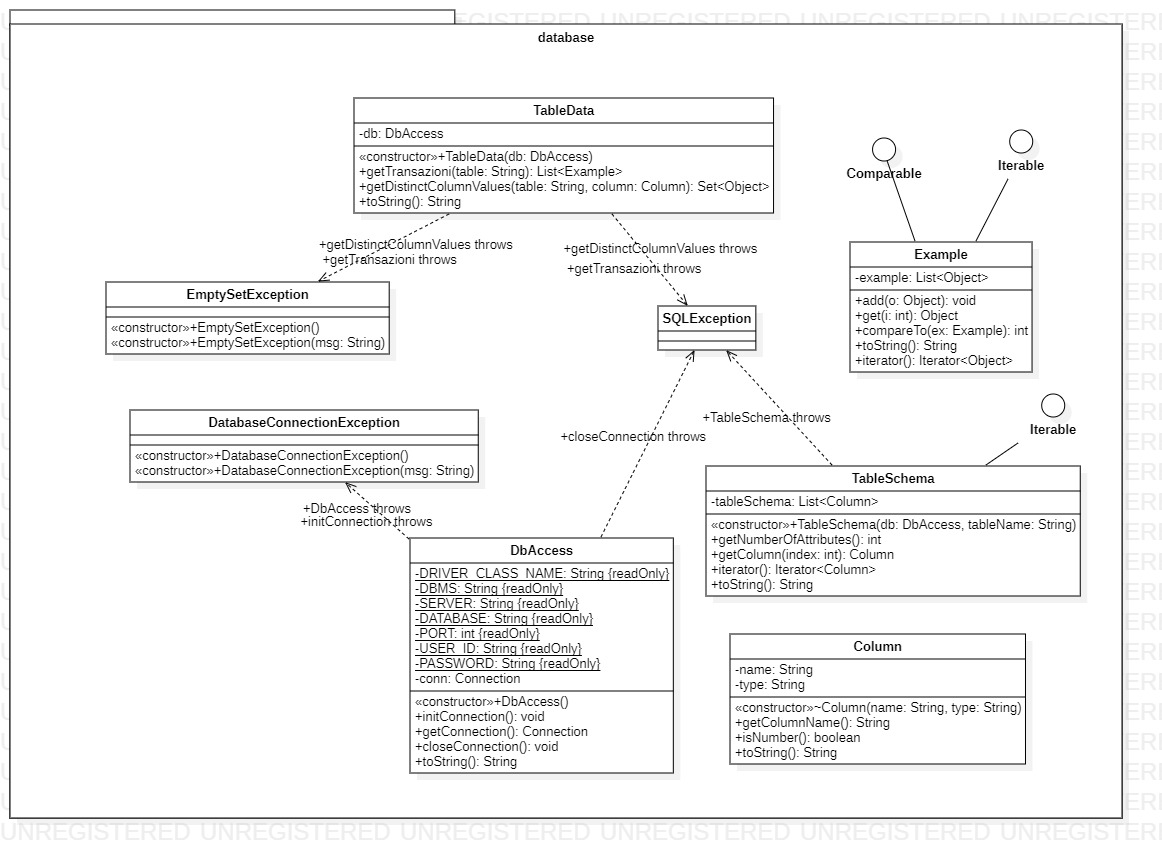 database
TableData
-db: DbAccess
«constructor»+TableData(db: DbAccess)
+getTransazioni(table: String): List<Example>
+getDistinctColumnValues(table: String, column: Column): Set<Object>
+toString(): String
Comparable
Iterable
+getDistinctColumnValues throws
+getTransazioni throws
+getDistinctColumnValues throws
+getTransazioni throws
Example
-example: List<Object>
+add(o: Object): void
+get(i: int): Object
+compareTo(ex: Example): int
+toString(): String
+iterator(): Iterator<Object>
EmptySetException
«constructor»+EmptySetException()
«constructor»+EmptySetException(msg: String)
SQLException
DatabaseConnectionException
«constructor»+DatabaseConnectionException()
«constructor»+DatabaseConnectionException(msg: String)
+closeConnection throws
+TableSchema throws
Iterable
TableSchema
-tableSchema: List<Column>
«constructor»+TableSchema(db: DbAccess, tableName: String)
+getNumberOfAttributes(): int
+getColumn(index: int): Column
+iterator(): Iterator<Column>
+toString(): String
+DbAccess throws
+initConnection throws
DbAccess
-DRIVER_CLASS_NAME: String {readOnly}
-DBMS: String {readOnly}
-SERVER: String {readOnly}
-DATABASE: String {readOnly}
-PORT: int {readOnly}
-USER_ID: String {readOnly}
-PASSWORD: String {readOnly}
-conn: Connection
«constructor»+DbAccess()
+initConnection(): void
+getConnection(): Connection
+closeConnection(): void
+toString(): String
Column
-name: String
-type: String
«constructor»~Column(name: String, type: String)
+getColumnName(): String
+isNumber(): boolean
+toString(): String
UNREGISTERED UNREGISTERED UNREGISTERED UNREGISTERED UNREGISTERED UNREGISTERI